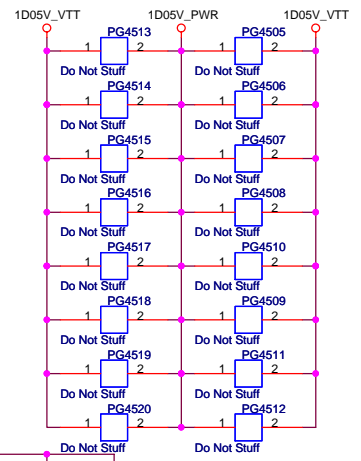 1D05V_VTT 1D05V_PWR 1D05V_VTT
PG4513 PG4505
1 2 1 2
Do Not Stuff Do Not Stuff
PG4514 PG4506
1 2 1 2
Do Not Stuff Do Not Stuff
PG4515 PG4507
1 2 1 2
Do Not Stuff Do Not Stuff
PG4516 PG4508
1 2 1 2
Do Not Stuff Do Not Stuff
PG4517 PG4510
1 2 1 2
Do Not Stuff Do Not Stuff
PG4518 PG4509
1 2 1 2
Do Not Stuff Do Not Stuff
PG4519 PG4511
1 2 1 2
Do Not Stuff Do Not Stuff
PG4520 PG4512
1 2 1 2
Do Not Stuff Do Not Stuff